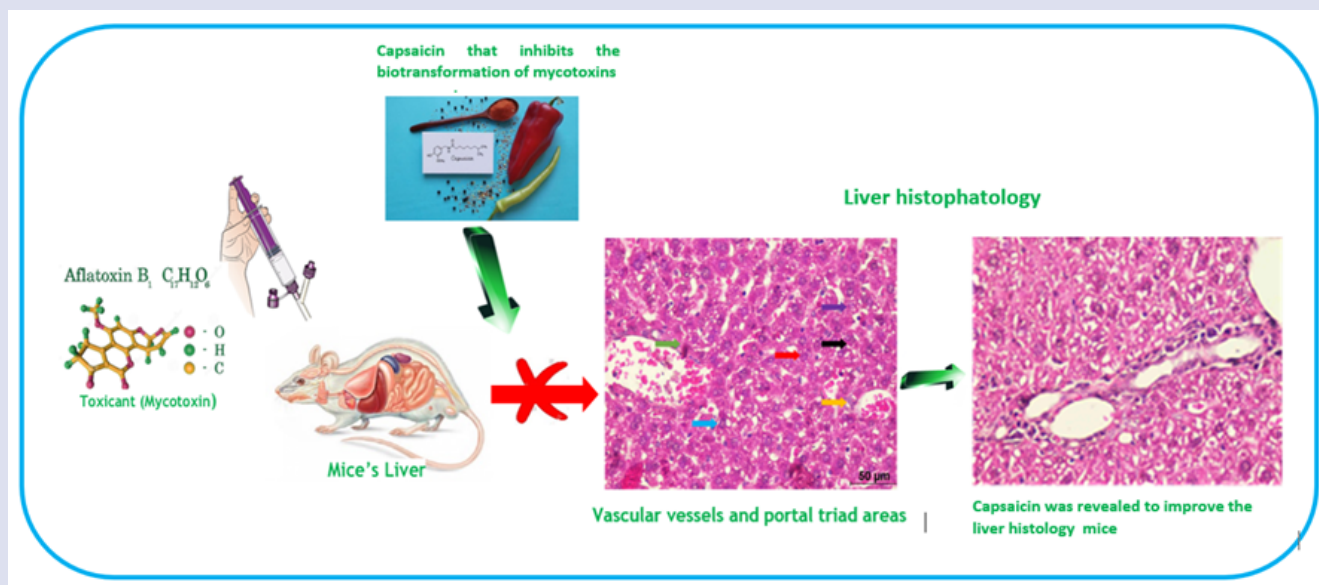 Capsaicin that inhibits the
biotransformation of mycotoxins
Capsaicin
Liver histophatology
Aflatoxin B1 C17H12O6
- O
- H
- C
Toxicant (Mycotoxin)
Mice's Liver
50 µm
Vascular vessels and portal triad areas
Capsaicin was revealed to improve the
liver histology mice